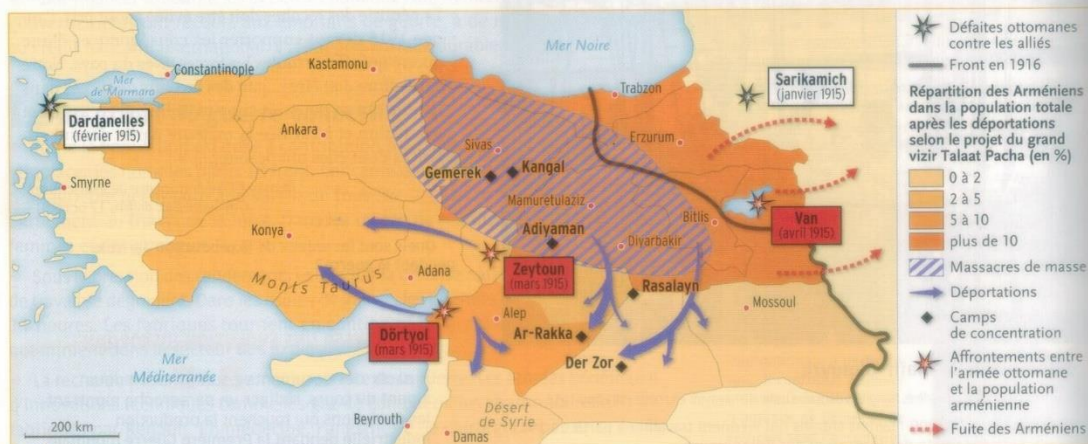 Mer Noire
Constantinople
Kastamonu
Mer
de Marmara
Trabzon
Sarikamich
(janvier 1915)
Dardanelles
(février 1915)
Ankara
Sivas
Erzurum
Gemerek
Kangal
Smyrne
Mamuretulaziz
Bitlis
Van
(avril 1915)
Konya
Adiyaman
Diyarbakir
Monts Taurus
Adana
Zeytoun
(mars 1915)
Rasalayn
Mossoul
Alep
Dörtyol
(mars 1915)
Ar-Rakka
Mer
Méditerranée
Der Zor
Beyrouth
Désert
de Syrie
Damas
200 km
Défaites ottomanes
contre les alliés
Front en 1916
Répartition des Arméniens
dans la population totale
après les déportations
selon le projet du grand
vizir Talaat Pacha (en %)
0 à 2
2 à 5
5 à 10
plus de 10
Massacres de masse
Déportations
Camps
de concentration
Affrontements entre
l'armée ottomane
et la population
arménienne
Fuite des Arméniens